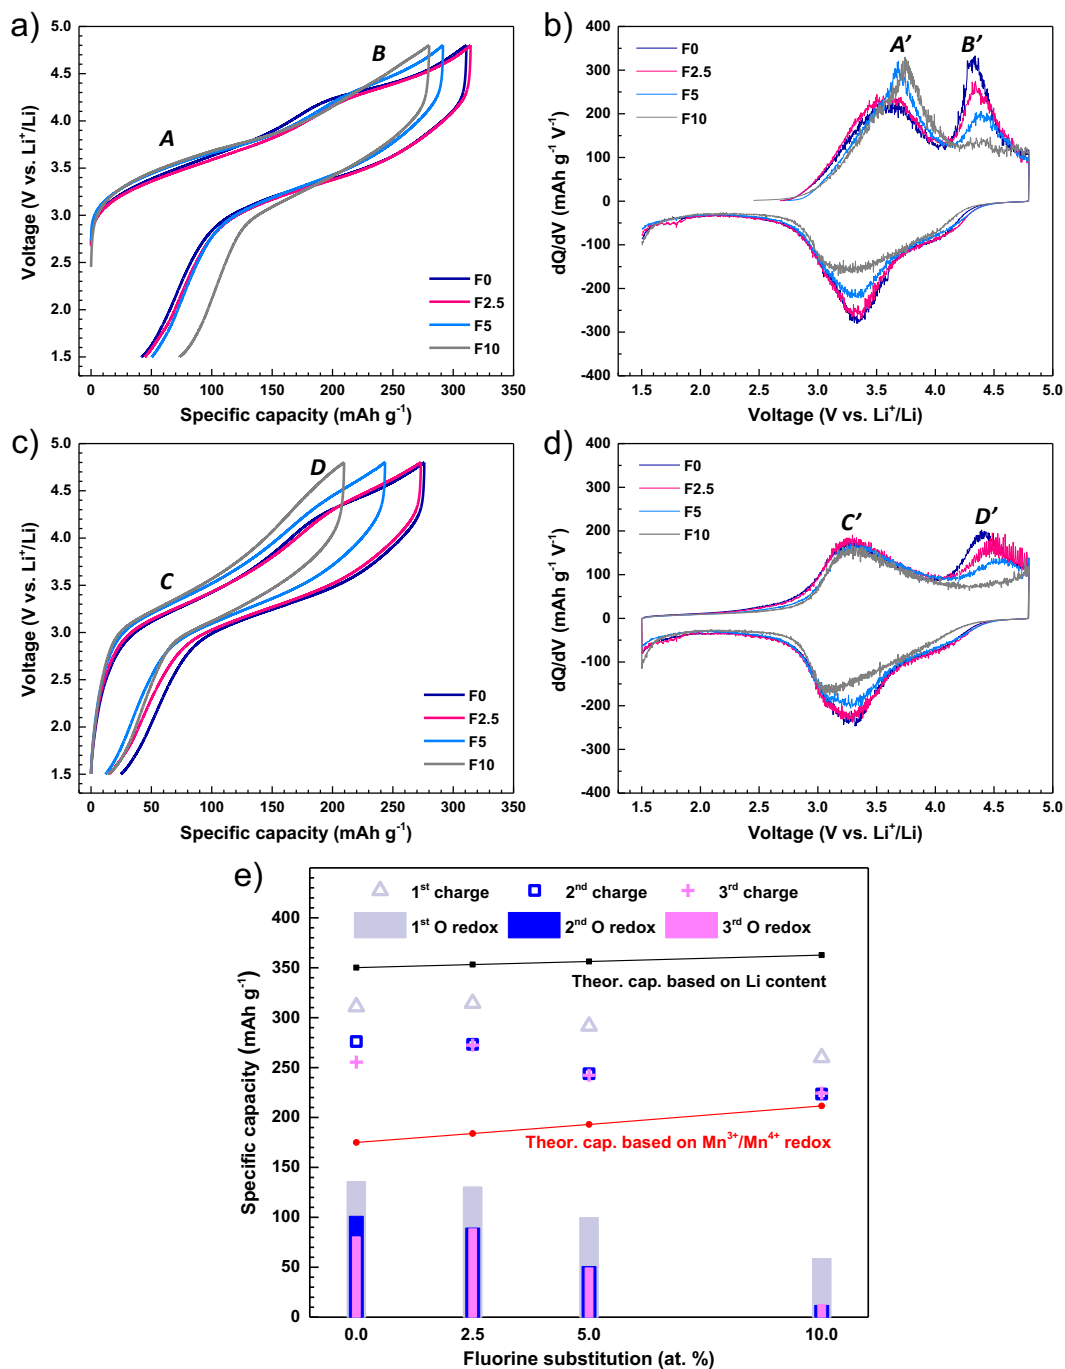 a)
5.0
4.5
4.0
3.5
3.0
2.5
2.0
1.5
Voltage (V vs. Li⁺/Li)
A
B
F0
F2.5
F5
F10
0 50 100 150 200 250 300 350
Specific capacity (mAh g⁻¹)
b)
400
300
200
100
0
-100
-200
-300
-400
dQ/dV (mAh g⁻¹ V⁻¹)
F0
F2.5
F5
F10
A’
B’
1.5 2.0 2.5 3.0 3.5 4.0 4.5 5.0
Voltage (V vs. Li⁺/Li)
c)
5.0
4.5
4.0
3.5
3.0
2.5
2.0
1.5
Voltage (V vs. Li⁺/Li)
C
D
F0
F2.5
F5
F10
0 50 100 150 200 250 300 350
Specific capacity (mAh g⁻¹)
d)
400
300
200
100
0
-100
-200
-300
-400
dQ/dV (mAh g⁻¹ V⁻¹)
F0
F2.5
F5
F10
C’
D’
1.5 2.0 2.5 3.0 3.5 4.0 4.5 5.0
Voltage (V vs. Li⁺/Li)
e)
1ˢᵗ charge 2ⁿᵈ charge 3ʳᵈ charge
1ˢᵗ O redox 2ⁿᵈ O redox 3ʳᵈ O redox
400
350
300
250
200
150
100
50
0
Specific capacity (mAh g⁻¹)
Theor. cap. based on Li content
Theor. cap. based on Mn³⁺/Mn⁴⁺ redox
0.0 2.5 5.0 10.0
Fluorine substitution (at. %)